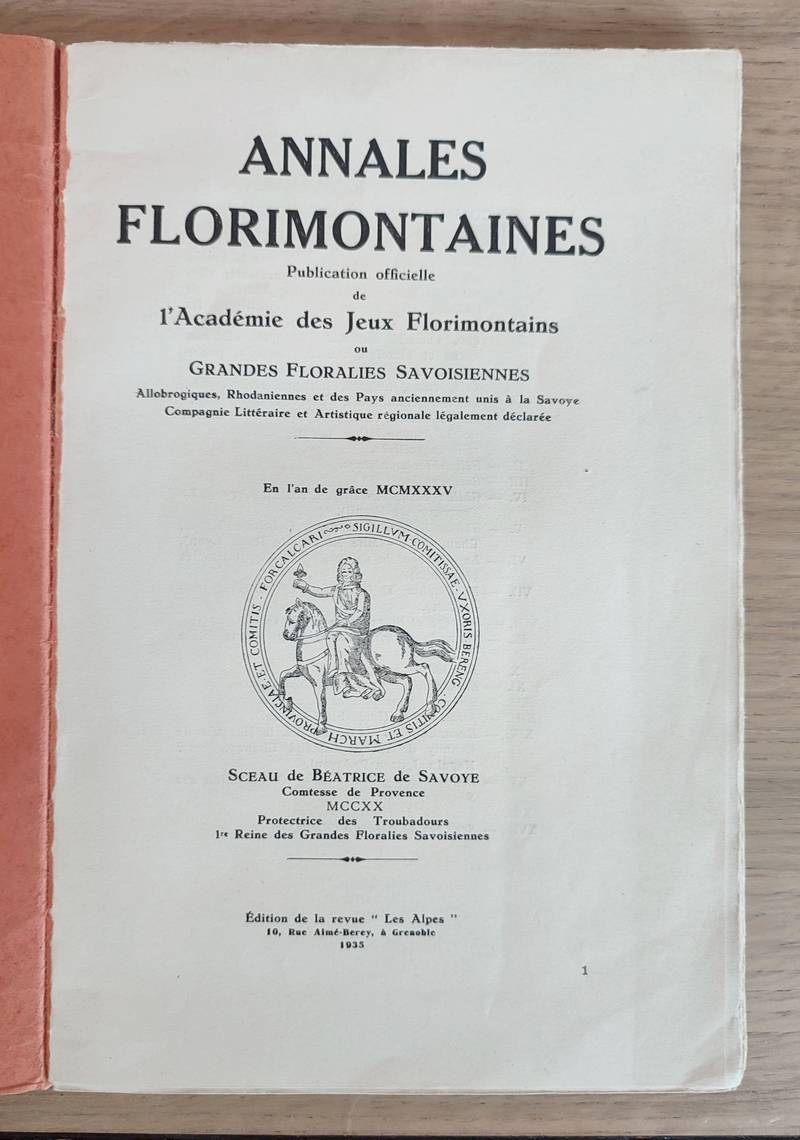 ANNALES
FLORIMONTAINES
Publication officielle
de
l'Académie des Jeux Florimontains
ou
GRANDES FLORALIES SAVOISIENNES
Allobrogiques, Rhodaniennes et des Pays anciennement unis à la Savoye
Compagnie Littéraire et Artistique régionale légalement déclarée
En l'an de grâce MCMXXXV
SIGILLVM · COMITISSAE · VXORIS · BERENG · COMITIS ET MARCH PROVINCIAE · ET COMITIS · FORCALCARI
SCEAU de BÉATRICE de SAVOYE
Comtesse de Provence
MCCXX
Protectrice des Troubadours
1re Reine des Grandes Floralies Savoisiennes
Édition de la revue " Les Alpes "
10, Rue Aimé-Berey, à Grenoble
1935
1